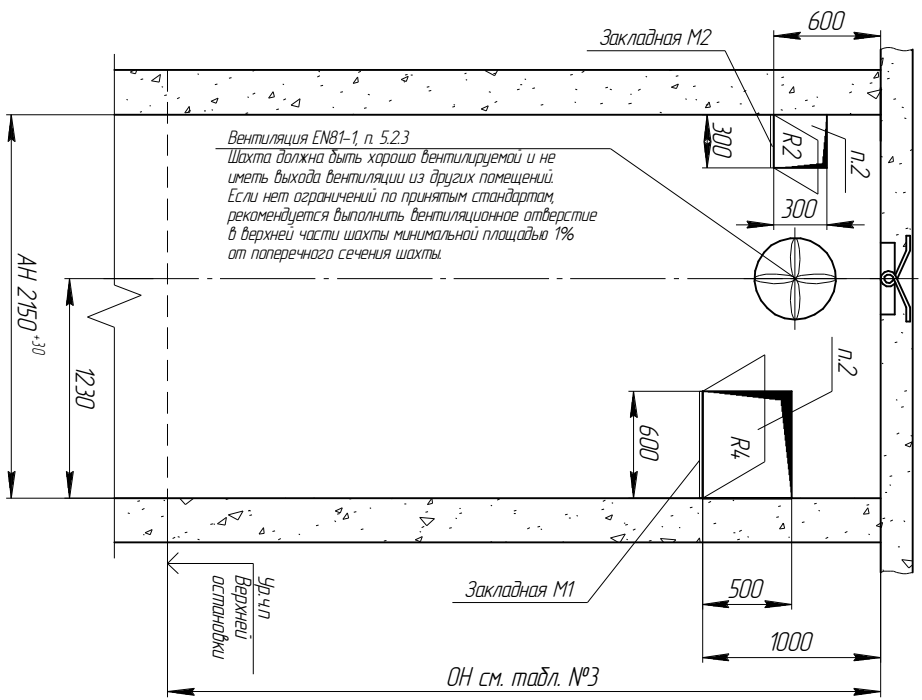 600
Закладная М2
Вентиляция EN81-1, п. 5.2.3
Шахта должна быть хорошо вентилируемой и не
иметь выхода вентиляции из других помещений.
Если нет ограничений по принятым стандартам,
рекомендуется выполнить вентиляционное отверстие
в верхней части шахты минимальной площадью 1%
от поперечного сечения шахты.
300
R2
п.2
300
АН 2150 +30
1230
п.2
600
R4
Ур.ч.п
Верхней
остановки
Закладная М1
500
1000
ОН см. табл. №3